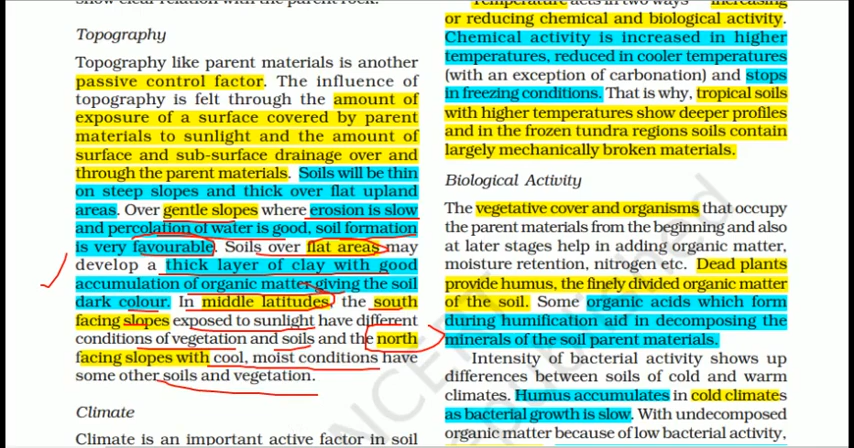 show clear relation with the parent rock.
Topography
Topography like parent materials is another
passive control factor. The influence of
topography is felt through the amount of
exposure of a surface covered by parent
materials to sunlight and the amount of
surface and sub-surface drainage over and
through the parent materials. Soils will be thin
on steep slopes and thick over flat upland
areas. Over gentle slopes where erosion is slow
and percolation of water is good, soil formation
is very favourable. Soils over flat areas may
develop a thick layer of clay with good
accumulation of organic matter giving the soil
dark colour. In middle latitudes, the south
facing slopes exposed to sunlight have different
conditions of vegetation and soils and the north
facing slopes with cool, moist conditions have
some other soils and vegetation.
Climate
Climate is an important active factor in soil
Temperature acts in two ways — increasing
or reducing chemical and biological activity.
Chemical activity is increased in higher
temperatures, reduced in cooler temperatures
(with an exception of carbonation) and stops
in freezing conditions. That is why, tropical soils
with higher temperatures show deeper profiles
and in the frozen tundra regions soils contain
largely mechanically broken materials.
Biological Activity
The vegetative cover and organisms that occupy
the parent materials from the beginning and also
at later stages help in adding organic matter,
moisture retention, nitrogen etc. Dead plants
provide humus, the finely divided organic matter
of the soil. Some organic acids which form
during humification aid in decomposing the
minerals of the soil parent materials.
Intensity of bacterial activity shows up
differences between soils of cold and warm
climates. Humus accumulates in cold climates
as bacterial growth is slow. With undecomposed
organic matter because of low bacterial activity,